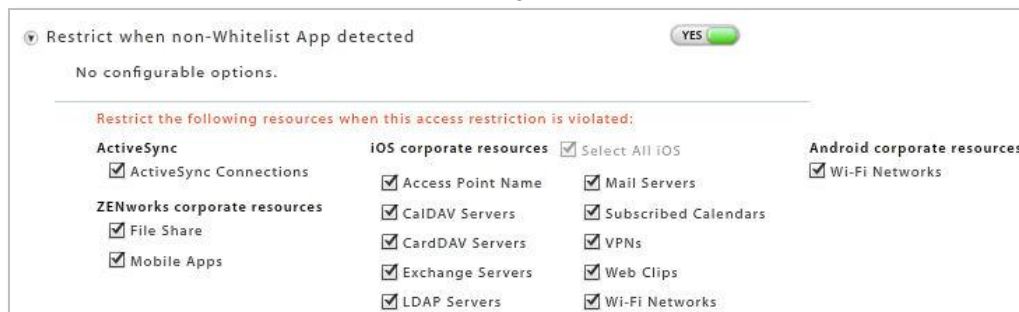 Restrict when non-Whitelist App detected YES
No configurable options.
Restrict the following resources when this access restriction is violated:
ActiveSync
ActiveSync Connections
ZENworks corporate resources
File Share
Mobile Apps
iOS corporate resources Select All iOS
Access Point Name
CalDAV Servers
CardDAV Servers
Exchange Servers
LDAP Servers
Mail Servers
Subscribed Calendars
VPNs
Web Clips
Wi-Fi Networks
Android corporate resources
Wi-Fi Networks